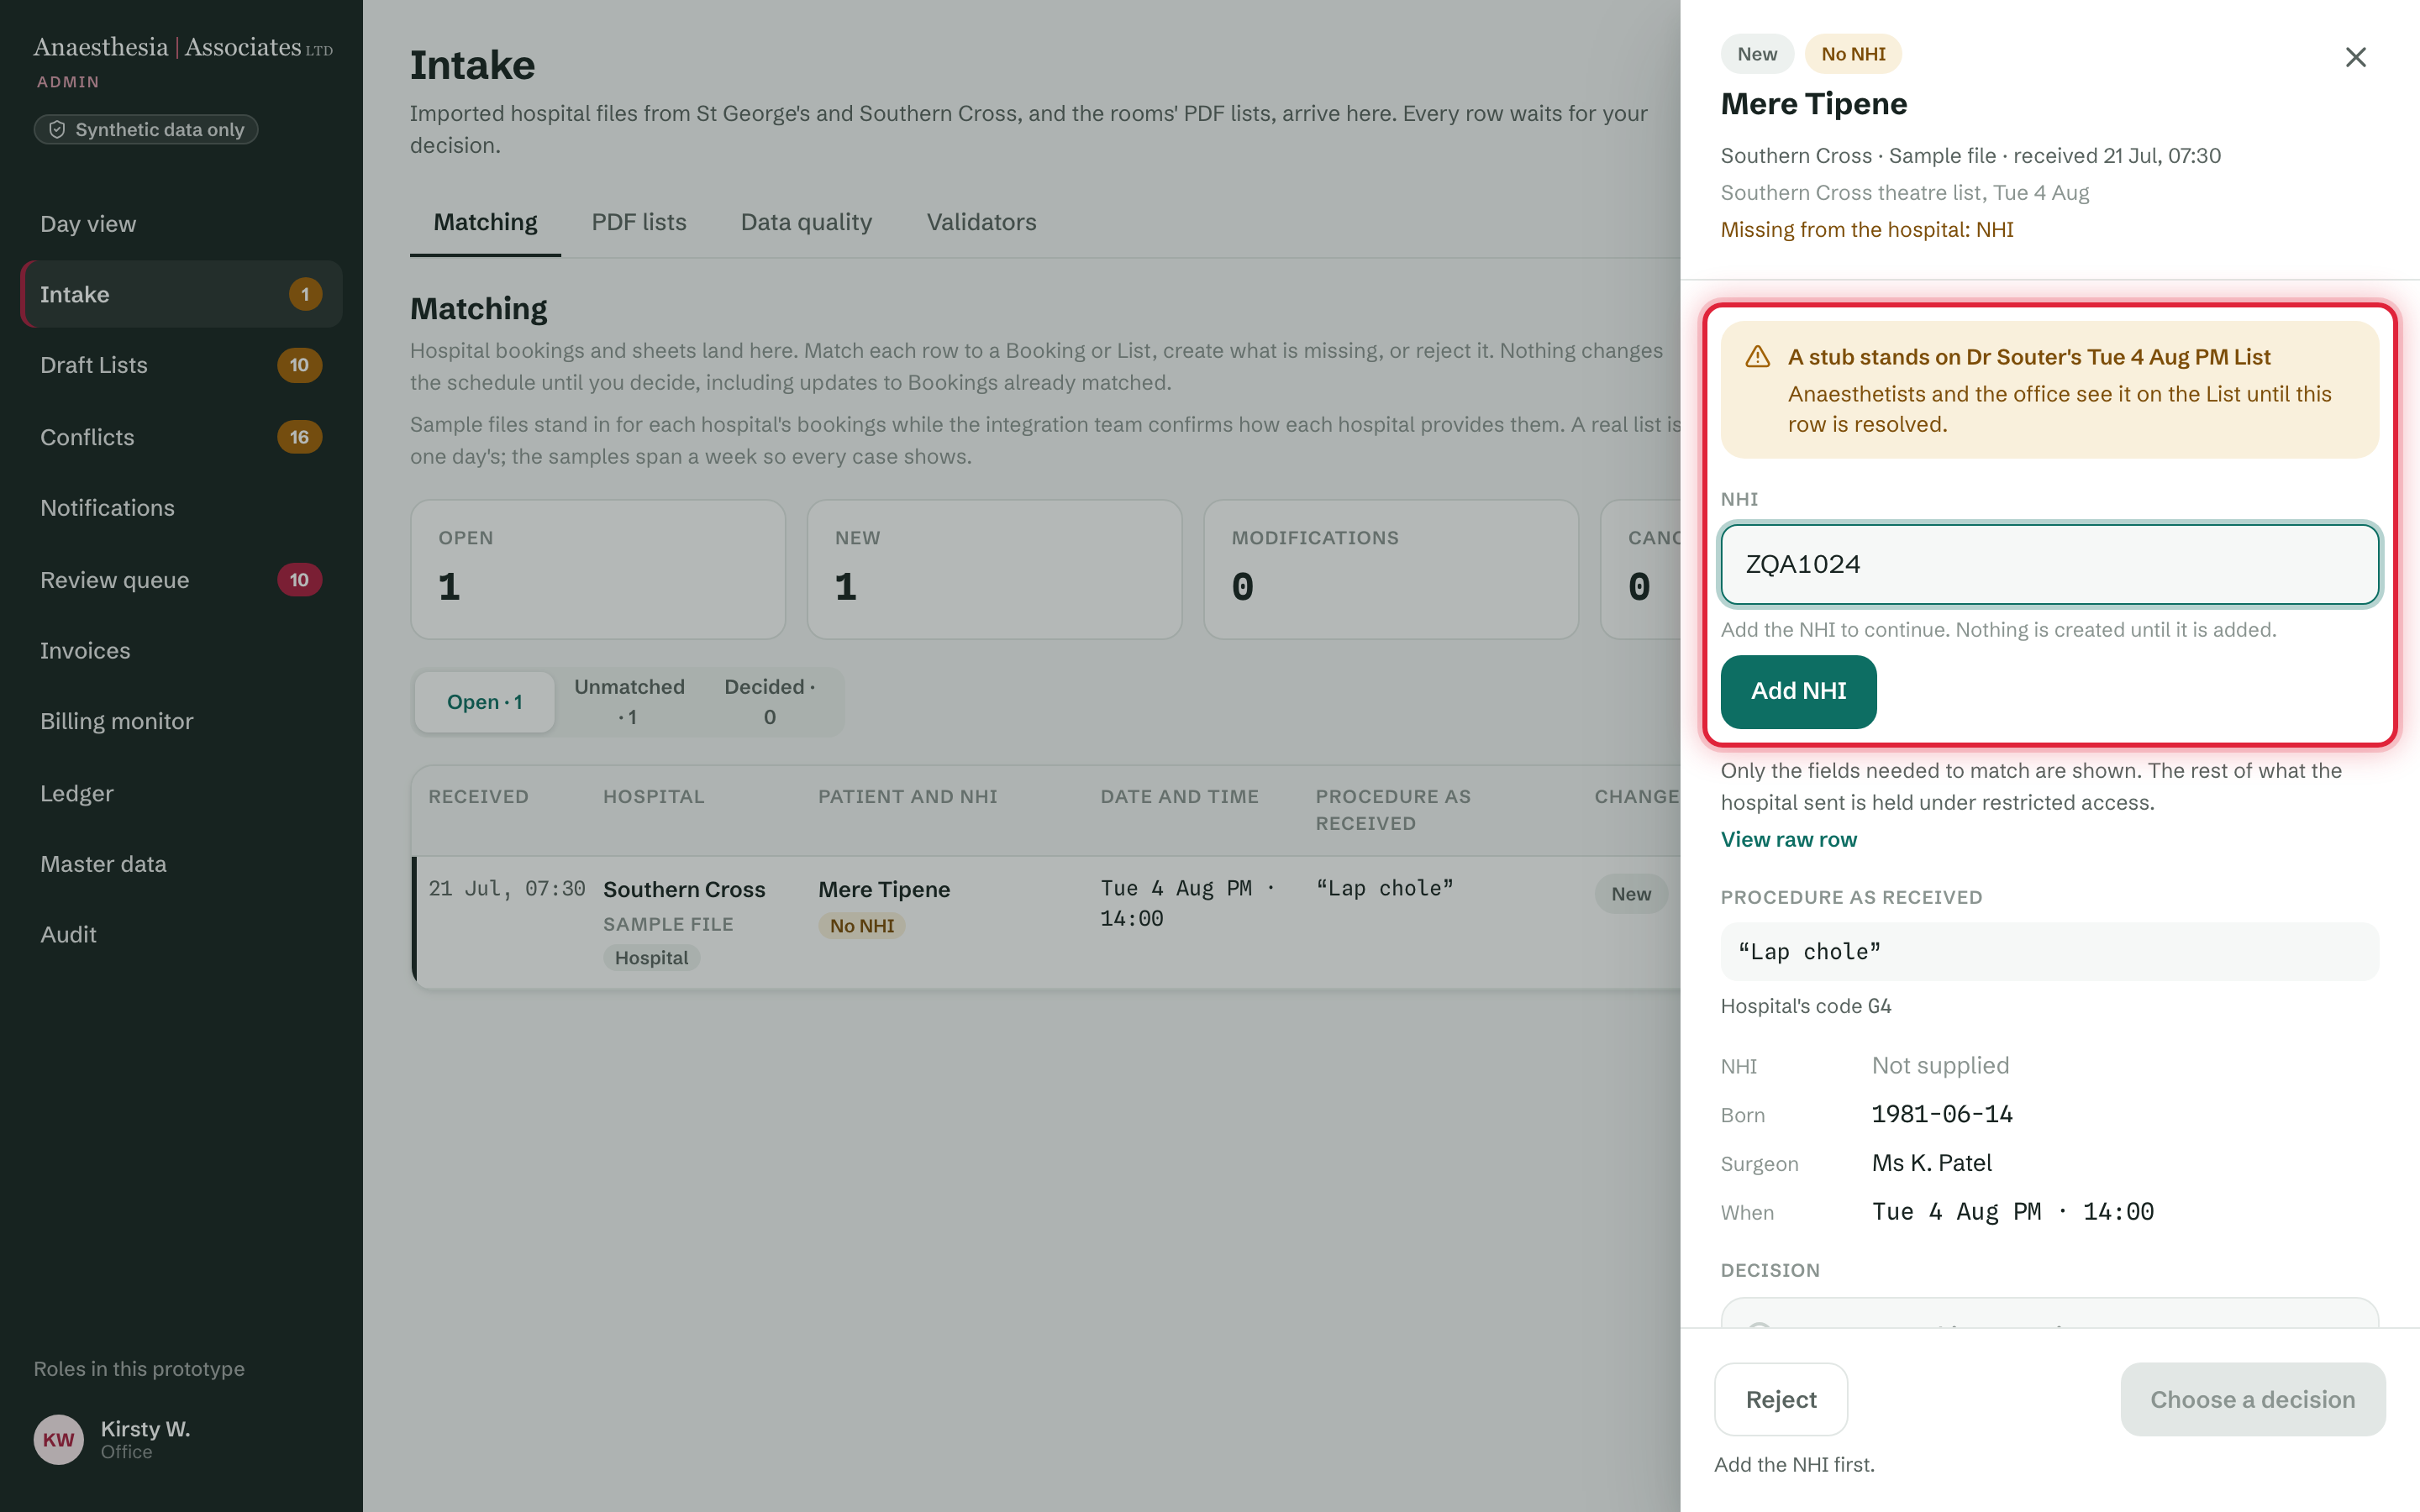 Anaesthesia | Associates LTD
ADMIN
Synthetic data only
Day view
Intake 1
Draft Lists 10
Conflicts 16
Notifications
Review queue 10
Invoices
Billing monitor
Ledger
Master data
Audit
Roles in this prototype
KW
Kirsty W.
Office
Intake
Imported hospital files from St George's and Southern Cross, and the rooms' PDF lists, arrive here. Every row waits for your
decision.
Matching PDF lists Data quality Validators
Matching
Hospital bookings and sheets land here. Match each row to a Booking or List, create what is missing, or reject it. Nothing changes
the schedule until you decide, including updates to Bookings already matched.
Sample files stand in for each hospital's bookings while the integration team confirms how each hospital provides them. A real list is
one day's; the samples span a week so every case shows.
OPEN NEW MODIFICATIONS CANC
1 1 0 0
Open · 1
Unmatched
· 1
Decided ·
0
RECEIVED HOSPITAL PATIENT AND NHI DATE AND TIME PROCEDURE AS
RECEIVED
CHANGE
21 Jul, 07:30
Southern Cross
SAMPLE FILE
Hospital
Mere Tipene
No NHI
Tue 4 Aug PM ·
14:00
“Lap chole”
New
New No NHI
Mere Tipene
Southern Cross · Sample file · received 21 Jul, 07:30
Southern Cross theatre list, Tue 4 Aug
Missing from the hospital: NHI
A stub stands on Dr Souter's Tue 4 Aug PM List
Anaesthetists and the office see it on the List until this
row is resolved.
NHI
ZQA1024
Add the NHI to continue. Nothing is created until it is added.
Add NHI
Only the fields needed to match are shown. The rest of what the
hospital sent is held under restricted access.
View raw row
PROCEDURE AS RECEIVED
“Lap chole”
Hospital's code G4
NHI Not supplied
Born 1981-06-14
Surgeon Ms K. Patel
When Tue 4 Aug PM · 14:00
DECISION
Reject
Choose a decision
Add the NHI first.